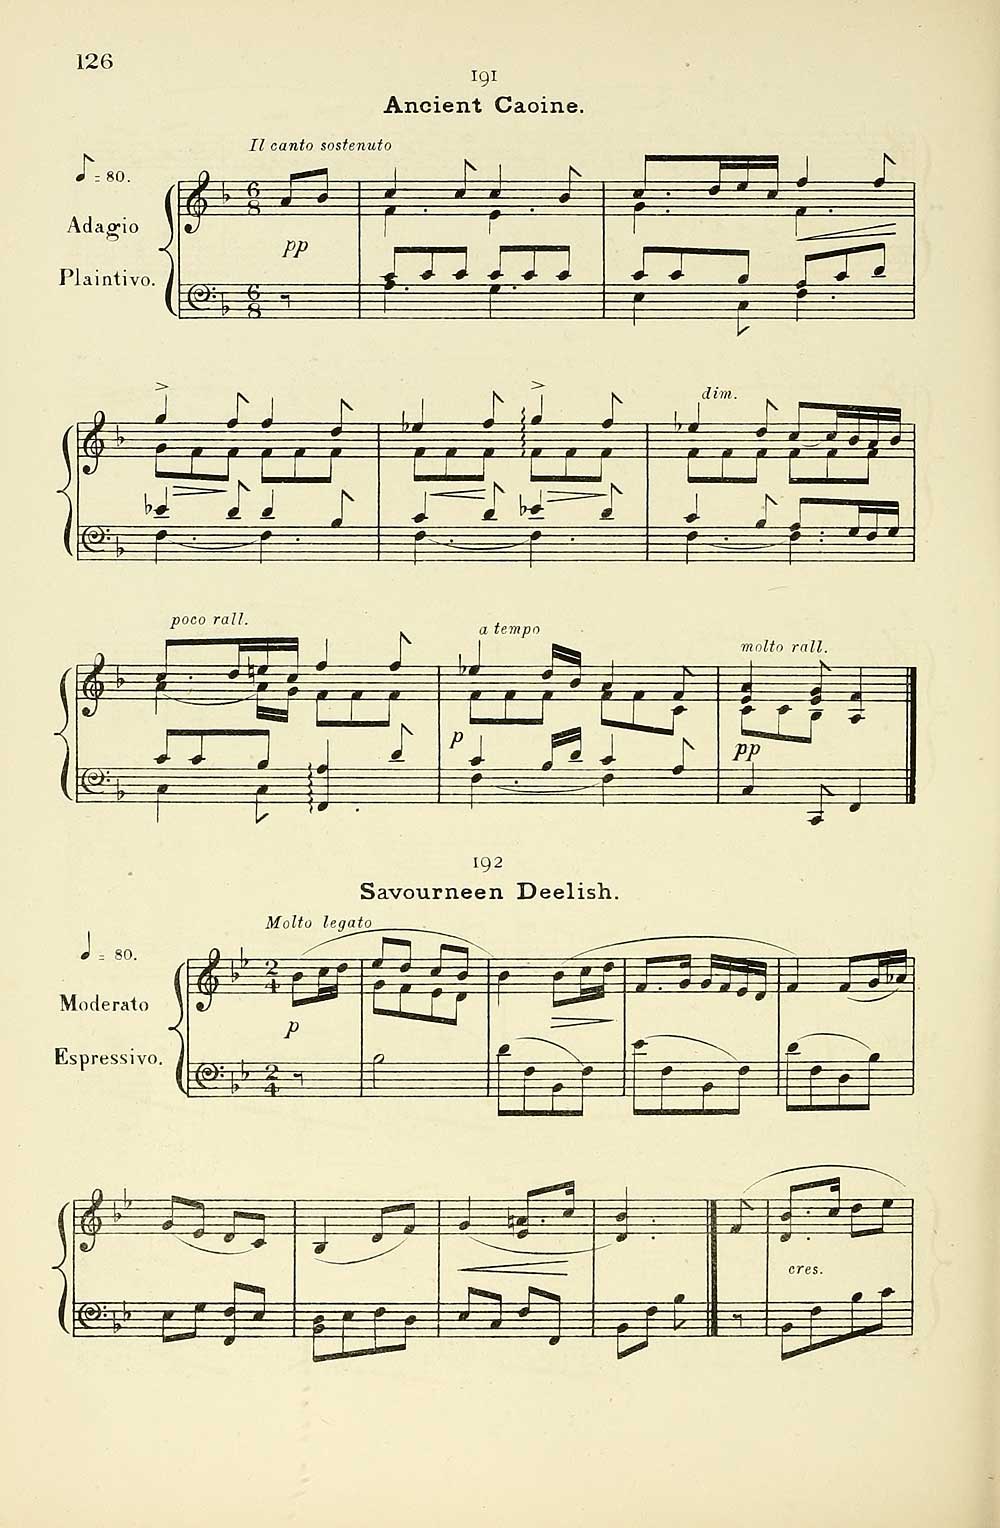 126
191
Ancient Caoine.
Il canto sostenuto
♪ = 80.
Adagio
Plaintivo.
pp
dim.
poco rall.
a tempo
molto rall.
p
pp
192
Savourneen Deelish.
Molto legato
♩ = 80.
Moderato
Espressivo.
p
cres.